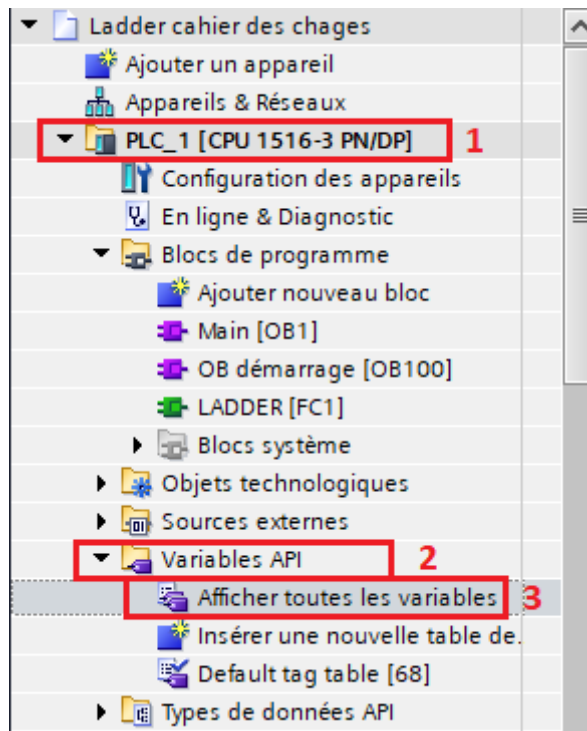 Ladder cahier des chages
Ajouter un appareil
Appareils & Réseaux
PLC_1 [CPU 1516-3 PN/DP] 1
Configuration des appareils
En ligne & Diagnostic
Blocs de programme
Ajouter nouveau bloc
Main [OB1]
OB démarrage [OB100]
LADDER [FC1]
Blocs système
Objets technologiques
Sources externes
Variables API 2
Afficher toutes les variables 3
Insérer une nouvelle table de.
Default tag table [68]
Types de données API